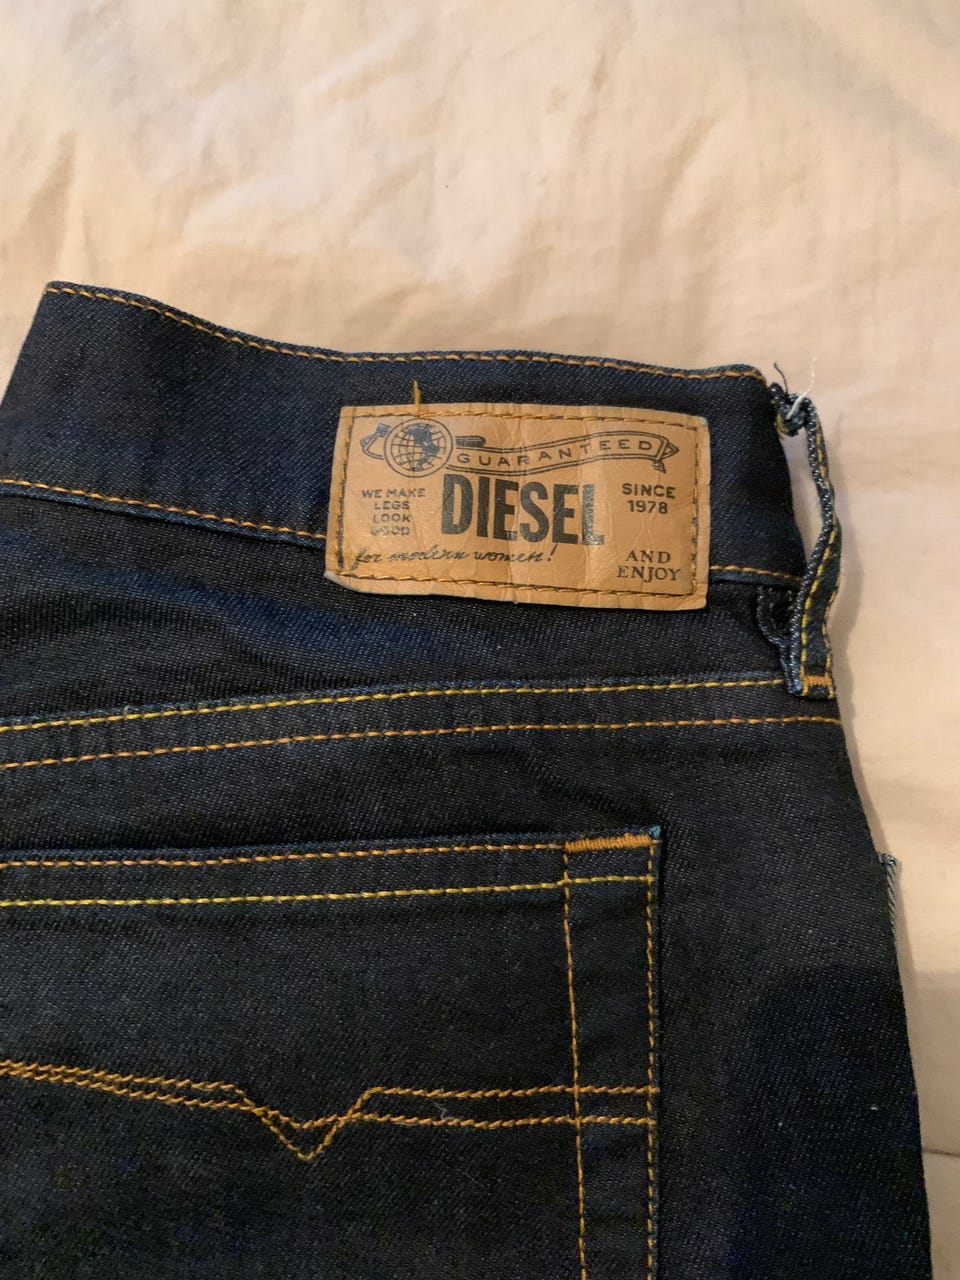 GUARANTEED
WE MAKE
LEGS
LOOK
GOOD
DIESEL
SINCE
1978
for modern women!
AND
ENJOY